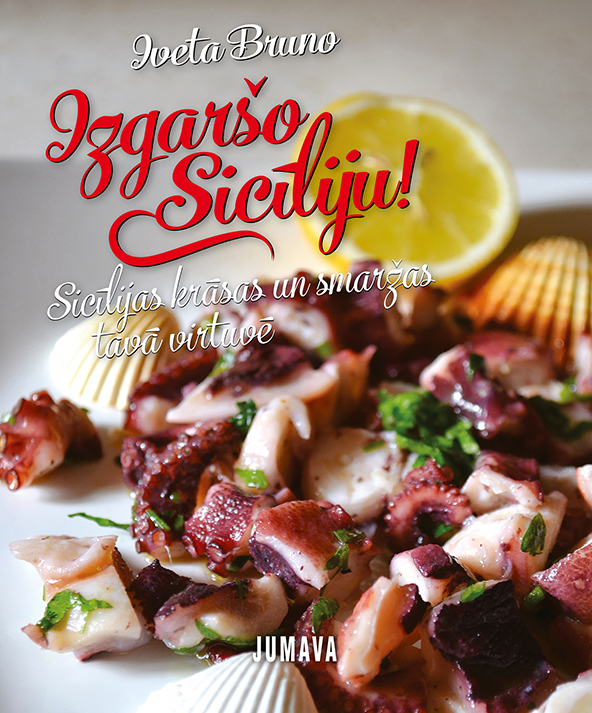 Iveta Bruno
Izgaršo
Sicīliju!
Sicīlijas krāsas un smaržas
tavā virtuvē
JUMAVA